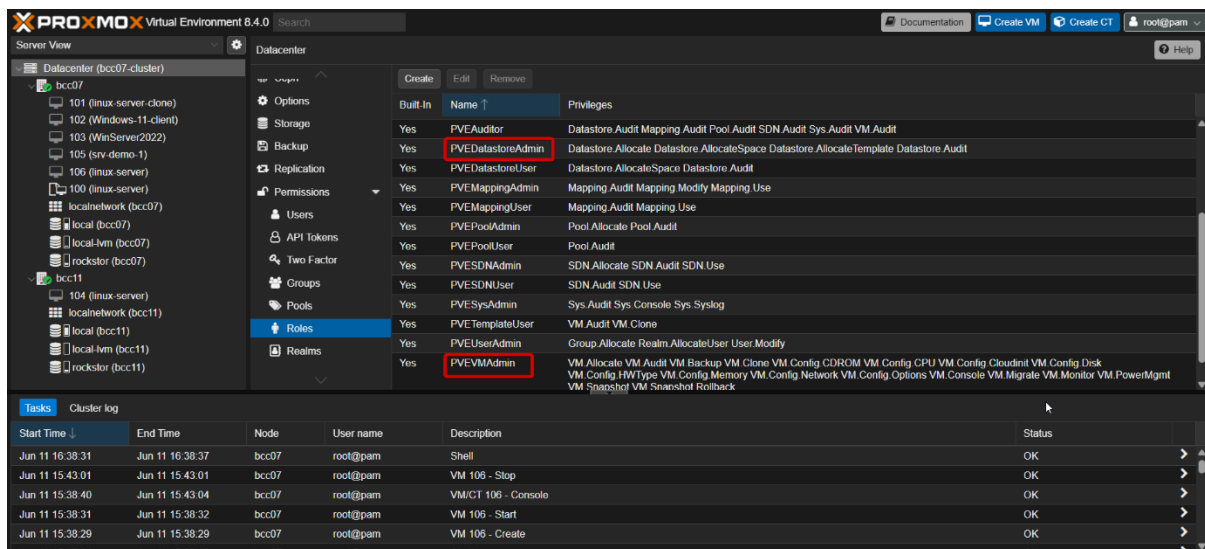 PROXMOX Virtual Environment 8.4.0 Search Documentation Create VM Create CT root@pam
Server View
Datacenter
Help
Datacenter (bcc07-cluster)
bcc07
101 (linux-server-clone)
102 (Windows-11-client)
103 (WinServer2022)
105 (srv-demo-1)
106 (linux-server)
100 (linux-server)
localnetwork (bcc07)
local (bcc07)
local-lvm (bcc07)
rockstor (bcc07)
bcc11
104 (linux-server)
localnetwork (bcc11)
local (bcc11)
local-lvm (bcc11)
rockstor (bcc11)
Options
Storage
Backup
Replication
Permissions
Users
API Tokens
Two Factor
Groups
Pools
Roles
Realms
Create Edit Remove
Built-In Name ↑ Privileges
Yes PVEAuditor Datastore.Audit Mapping.Audit Pool.Audit SDN.Audit Sys.Audit VM.Audit
Yes PVEDatastoreAdmin Datastore.Allocate Datastore.AllocateSpace Datastore.AllocateTemplate Datastore.Audit
Yes PVEDatastoreUser Datastore.AllocateSpace Datastore.Audit
Yes PVEMappingAdmin Mapping.Audit Mapping.Modify Mapping.Use
Yes PVEMappingUser Mapping.Audit Mapping.Use
Yes PVEPoolAdmin Pool.Allocate Pool.Audit
Yes PVEPoolUser Pool.Audit
Yes PVESDNAdmin SDN.Allocate SDN.Audit SDN.Use
Yes PVESDNUser SDN.Audit SDN.Use
Yes PVESysAdmin Sys.Audit Sys.Console Sys.Syslog
Yes PVETemplateUser VM.Audit VM.Clone
Yes PVEUserAdmin Group.Allocate Realm.AllocateUser User.Modify
Yes PVEVMAdmin VM.Allocate VM.Audit VM.Backup VM.Clone VM.Config.CDROM VM.Config.CPU VM.Config.Cloudinit VM.Config.Disk
VM.Config.HWType VM.Config.Memory VM.Config.Network VM.Config.Options VM.Console VM.Migrate VM.Monitor VM.PowerMgmt
VM.Snapshot VM.Snapshot.Rollback
Tasks Cluster log
Start Time ↓ End Time Node User name Description Status
Jun 11 16:38:31 Jun 11 16:38:37 bcc07 root@pam Shell OK
Jun 11 15:43:01 Jun 11 15:43:01 bcc07 root@pam VM 106 - Stop OK
Jun 11 15:38:40 Jun 11 15:43:04 bcc07 root@pam VM/CT 106 - Console OK
Jun 11 15:38:31 Jun 11 15:38:32 bcc07 root@pam VM 106 - Start OK
Jun 11 15:38:29 Jun 11 15:38:29 bcc07 root@pam VM 106 - Create OK